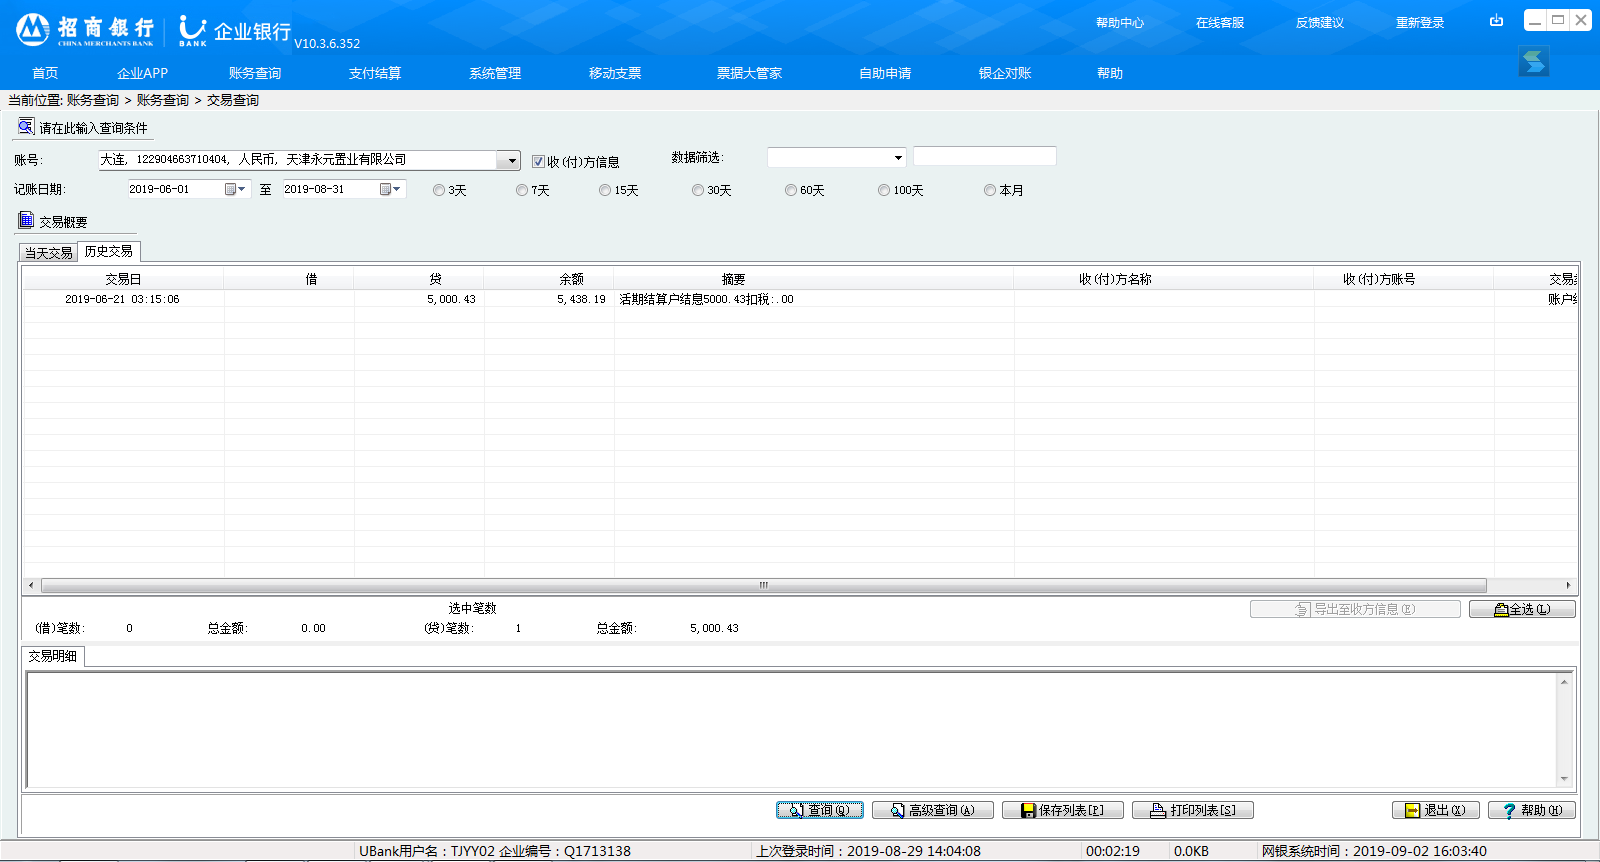 招商银行 CHINA MERCHANTS BANK U BANK 企业银行 V10.3.6.352 帮助中心 在线客服 反馈建议 重新登录
首页 企业APP 账务查询 支付结算 系统管理 移动支票 票据大管家 自助申请 银企对账 帮助
当前位置: 账务查询 > 账务查询 > 交易查询
请在此输入查询条件
账号: 大连, 122904663710404, 人民币, 天津永元置业有限公司 收(付)方信息 数据筛选:
记账日期: 2019-06-01 至 2019-08-31 3天 7天 15天 30天 60天 100天 本月
交易概要
当天交易 历史交易
交易日 借 贷 余额 摘要 收(付)方名称 收(付)方账号 交易
2019-06-21 03:15:06 5,000.43 5,438.19 活期结算户结息5000.43扣税:.00 账户
选中笔数 导出至收方信息(E) 全选(L)
(借)笔数: 0 总金额: 0.00 (贷)笔数: 1 总金额: 5,000.43
交易明细
查询(Q) 高级查询(A) 保存列表[P] 打印列表[S] 退出(X) 帮助(H)
UBank用户名：TJYY02 企业编号：Q1713138 上次登录时间：2019-08-29 14:04:08 00:02:19 0.0KB 网银系统时间：2019-09-02 16:03:40